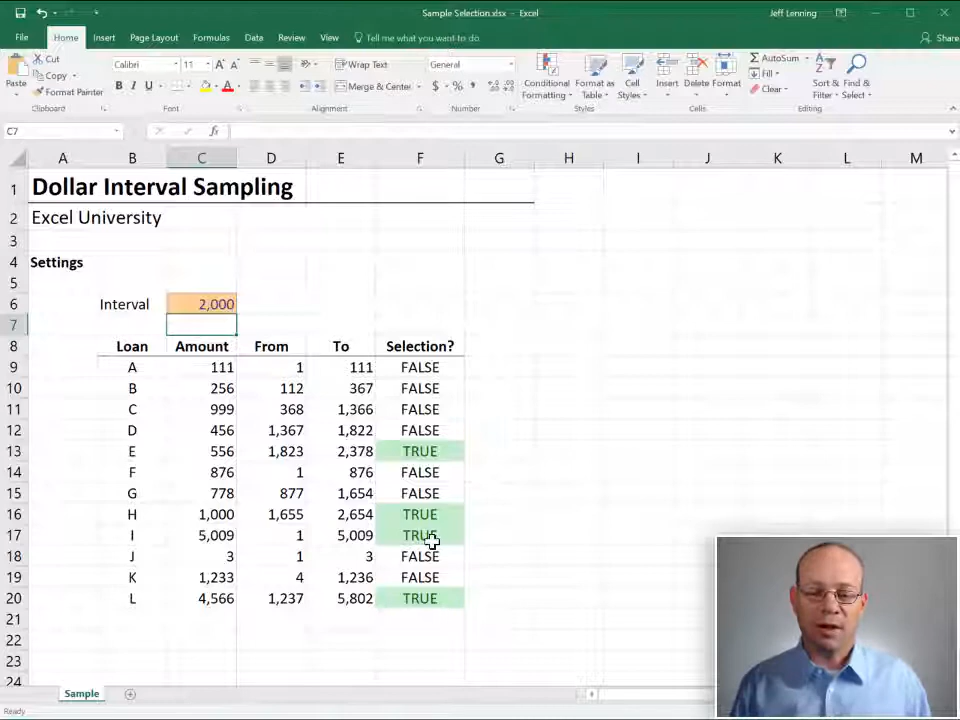 Sample Selection.xlsx - Excel
Jeff Lenning
File Home Insert Page Layout Formulas Data Review View Tell me what you want to do. Share
Paste
Cut
Copy
Format Painter
Calibri 11
B I U
Wrap Text
Merge & Center
General
$ % ,
Conditional Formatting
Format as Table
Cell Styles
Insert Delete Format
AutoSum
Fill
Clear
Sort & Filter
Find & Select
Clipboard Font Alignment Number Styles Cells Editing
C7 fx
A B C D E F G H I J K L M
1 Dollar Interval Sampling
2 Excel University
3
4 Settings
5
6 Interval 2,000
7
8 Loan Amount From To Selection?
9 A 111 1 111 FALSE
10 B 256 112 367 FALSE
11 C 999 368 1,366 FALSE
12 D 456 1,367 1,822 FALSE
13 E 556 1,823 2,378 TRUE
14 F 876 1 876 FALSE
15 G 778 877 1,654 FALSE
16 H 1,000 1,655 2,654 TRUE
17 I 5,009 1 5,009 TRUE
18 J 3 1 3 FALSE
19 K 1,233 4 1,236 FALSE
20 L 4,566 1,237 5,802 TRUE
21
22
23
24
Sample
Ready